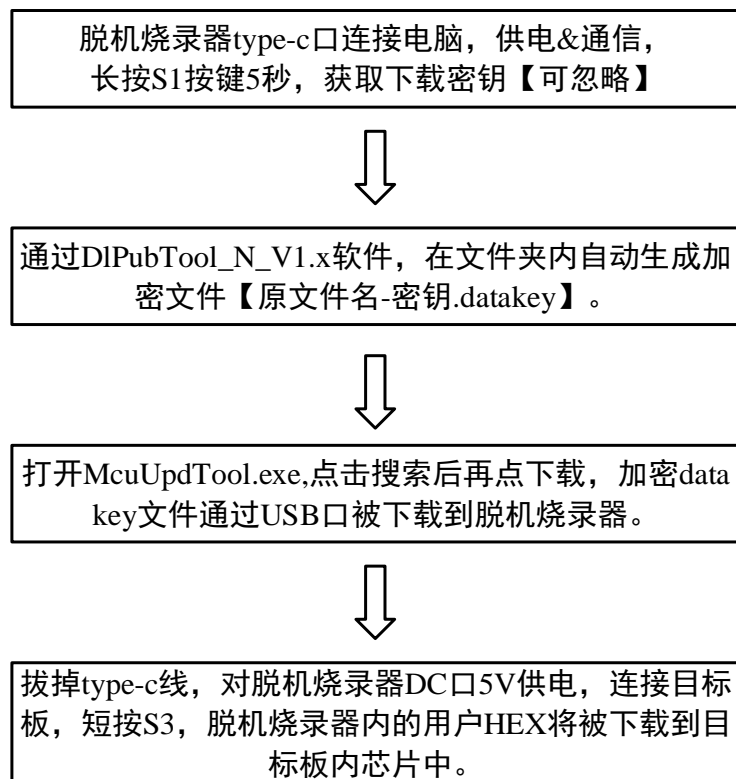 脱机烧录器type-c口连接电脑，供电&通信，
长按S1按键5秒，获取下载密钥【可忽略】
通过DlPubTool_N_V1.x软件，在文件夹内自动生成加
密文件【原文件名-密钥.datakey】。
打开McuUpdTool.exe,点击搜索后再点下载，加密data
key文件通过USB口被下载到脱机烧录器。
拔掉type-c线，对脱机烧录器DC口5V供电，连接目标
板，短按S3，脱机烧录器内的用户HEX将被下载到目
标板内芯片中。